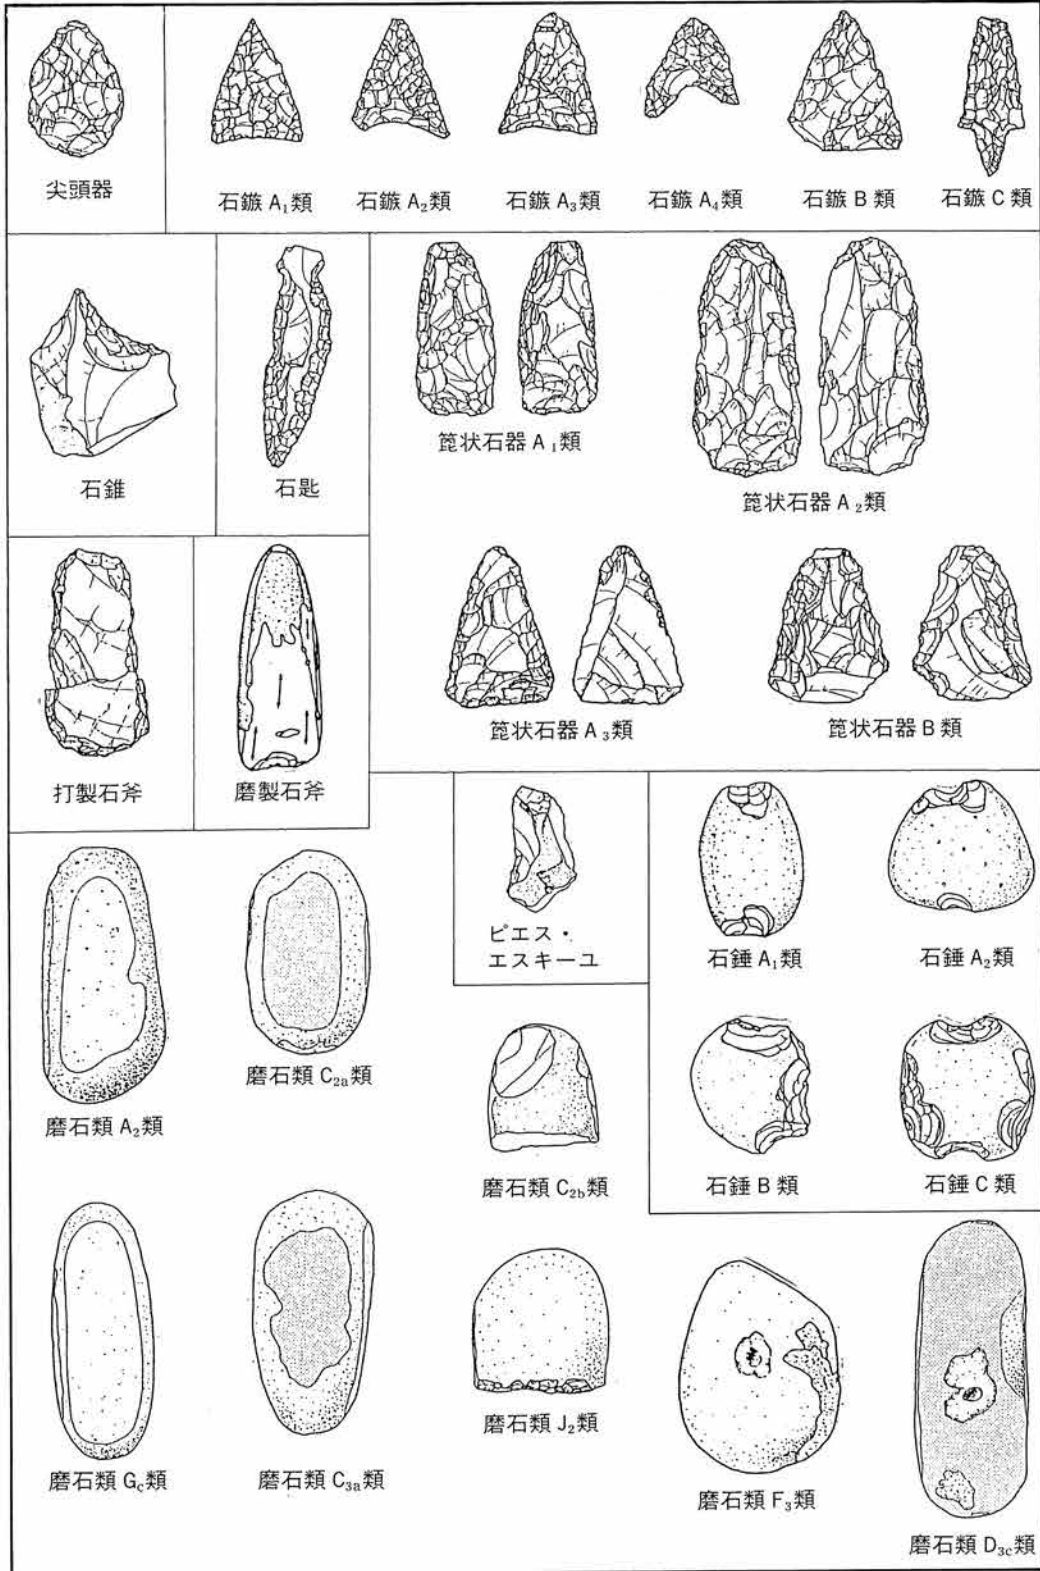 尖頭器
石鏃 A₁類
石鏃 A₂類
石鏃 A₃類
石鏃 A₄類
石鏃 B 類
石鏃 C 類
石錐
石匙
箆状石器 A₁類
箆状石器 A₂類
打製石斧
磨製石斧
箆状石器 A₃類
箆状石器 B 類
ピエス・
エスキーユ
石錘 A₁類
石錘 A₂類
磨石類 A₂類
磨石類 C₂ₐ類
磨石類 C₂b類
石錘 B 類
石錘 C 類
磨石類 Gc類
磨石類 C₃ₐ類
磨石類 J₂類
磨石類 F₃類
磨石類 D₃c類